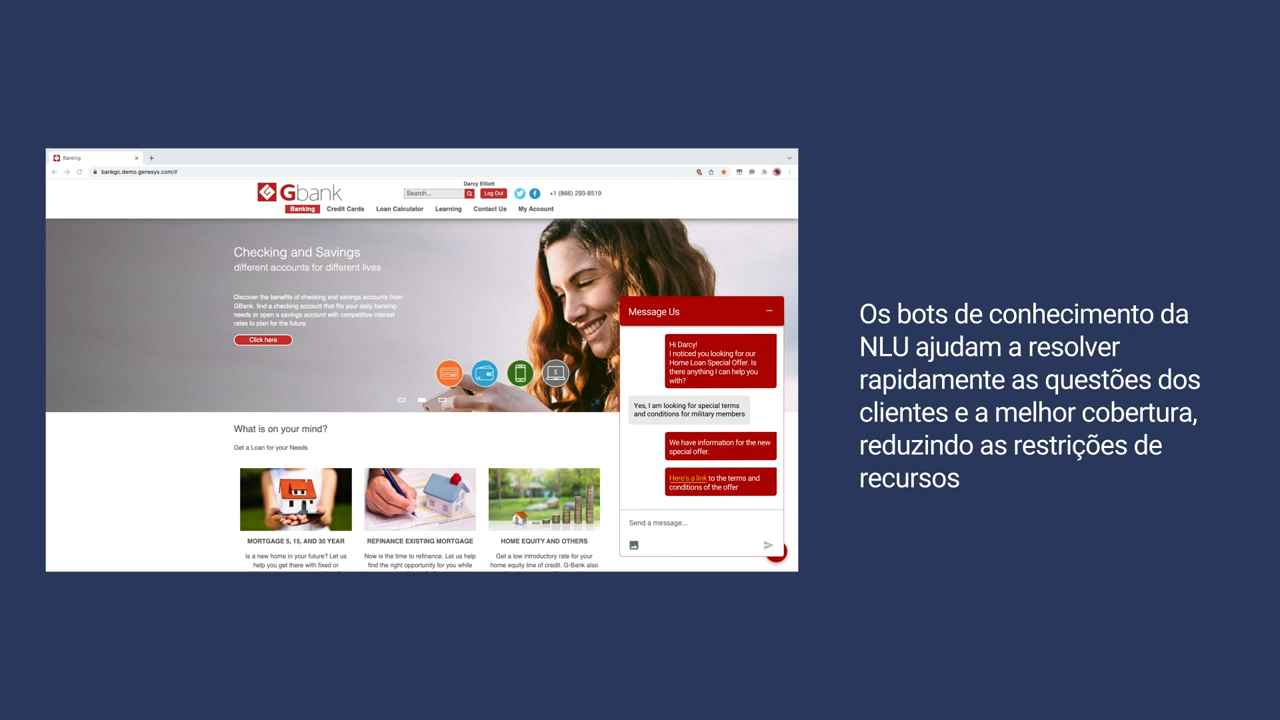 Banking
bankgc.demo.genesys.com/#
Gbank
Darcy Elliott
Search...
Log Out
+1 (866) 293-8519
Banking
Credit Cards
Loan Calculator
Learning
Contact Us
My Account
Checking and Savings
different accounts for different lives
Discover the benefits of checking and savings accounts from
GBank, find a checking account that fits your daily banking
needs or open a savings account with competitive interest
rates to plan for the future.
Click here
What is on your mind?
Get a Loan for your Needs
MORTGAGE 5, 15, AND 30 YEAR
Is a new home in your future? Let us
help you get there with fixed or
REFINANCE EXISTING MORTGAGE
Now is the time to refinance. Let us help
find the right opportunity for you while
HOME EQUITY AND OTHERS
Get a low introductory rate for your
home equity line of credit. G-Bank also
Message Us
Hi Darcy!
I noticed you looking for our
Home Loan Special Offer. Is
there anything I can help you
with?
Yes, I am looking for special terms
and conditions for military members
We have information for the new
special offer.
Here's a link to the terms and
conditions of the offer
Send a message...
Os bots de conhecimento da
NLU ajudam a resolver
rapidamente as questões dos
clientes e a melhor cobertura,
reduzindo as restrições de
recursos